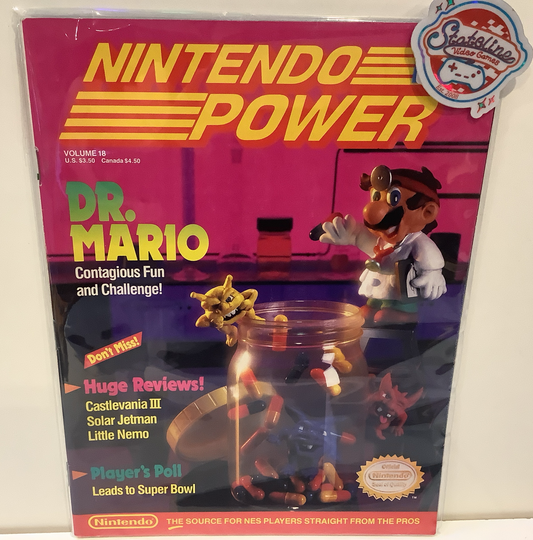 Stateline
Video Games
NINTENDO
POWER
VOLUME 18
U.S. $3.50 Canada $4.50
DR.
MARIO
Contagious Fun
and Challenge!
Don't Miss!
Huge Reviews!
Castlevania III
Solar Jetman
Little Nemo
Player's Poll
Leads to Super Bowl
Nintendo
Nintendo
THE SOURCE FOR NES PLAYERS STRAIGHT FROM THE PROS